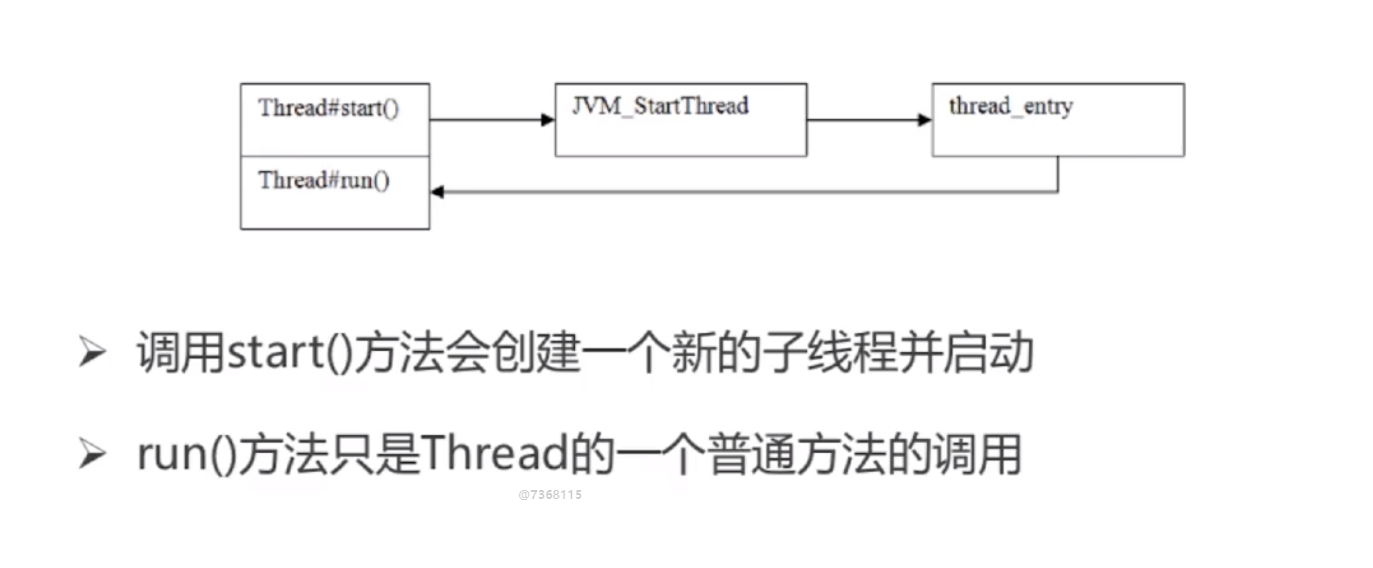 Thread#start()
JVM_StartThread
thread_entry
Thread#run()
调用start()方法会创建一个新的子线程并启动
run()方法只是Thread的一个普通方法的调用
@7368115